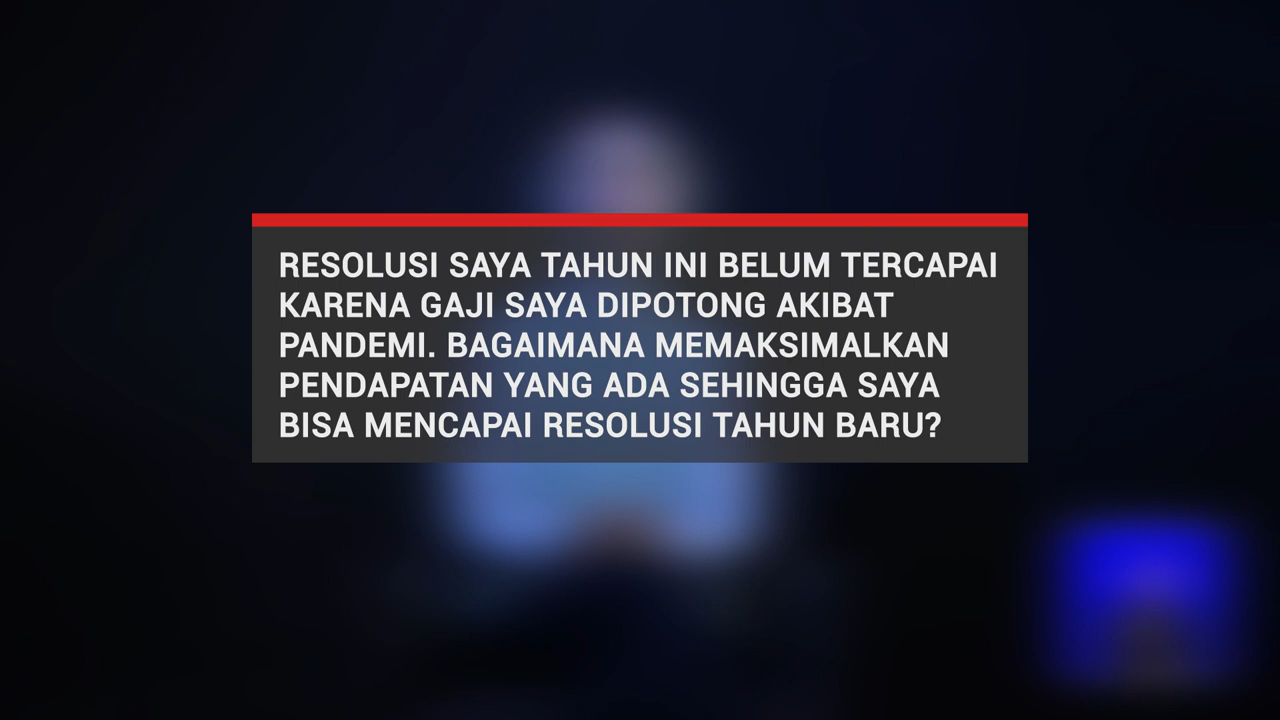 RESOLUSI SAYA TAHUN INI BELUM TERCAPAI
KARENA GAJI SAYA DIPOTONG AKIBAT
PANDEMI. BAGAIMANA MEMAKSIMALKAN
PENDAPATAN YANG ADA SEHINGGA SAYA
BISA MENCAPAI RESOLUSI TAHUN BARU?